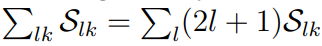 ∑_{lk} 𝒮_{lk} = ∑_l (2l + 1)𝒮_{lk}